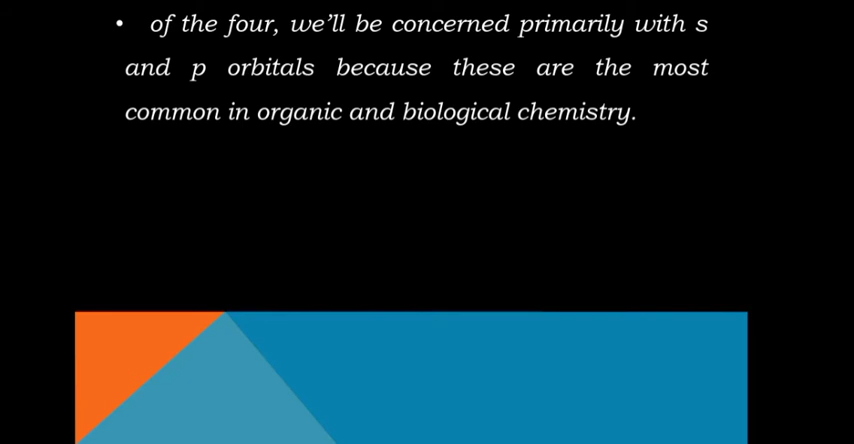 • of the four, we'll be concerned primarily with s
and p orbitals because these are the most
common in organic and biological chemistry.